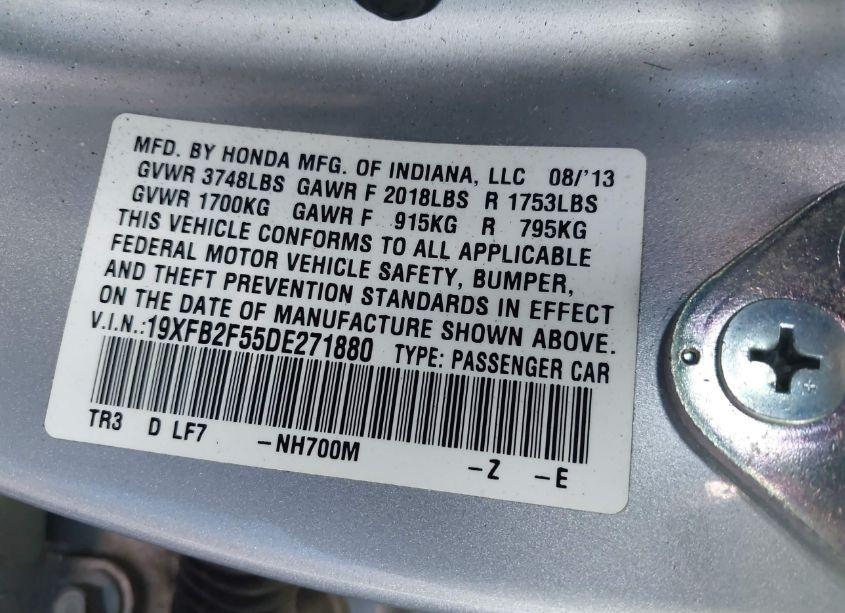 MFD. BY HONDA MFG. OF INDIANA, LLC 08/'13
GVWR 3748LBS GAWR F 2018LBS R 1753LBS
GVWR 1700KG GAWR F 915KG R 795KG
THIS VEHICLE CONFORMS TO ALL APPLICABLE
FEDERAL MOTOR VEHICLE SAFETY, BUMPER,
AND THEFT PREVENTION STANDARDS IN EFFECT
ON THE DATE OF MANUFACTURE SHOWN ABOVE.
V.I.N.:19XFB2F55DE271880 TYPE: PASSENGER CAR
TR3 D LF7 -NH700M -Z -E